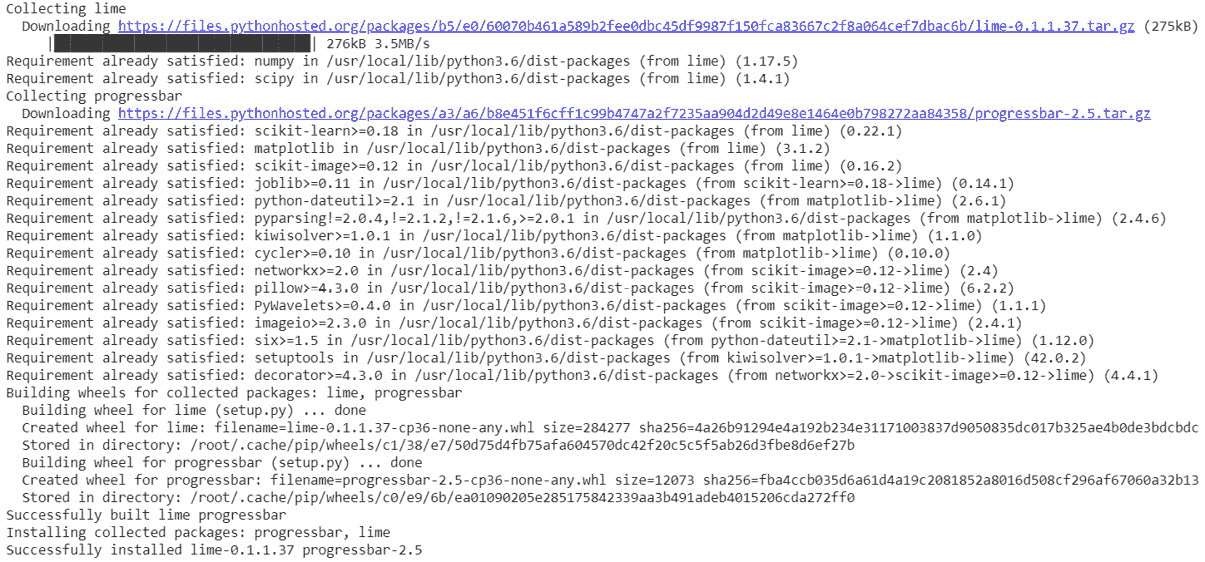 Collecting lime
Downloading https://files.pythonhosted.org/packages/b5/e0/60070b461a589b2fee0dbc45df9987f150fca83667c2f8a064cef7dbac6b/lime-0.1.1.37.tar.gz (275kB)
|████████████████████████████████| 276kB 3.5MB/s
Requirement already satisfied: numpy in /usr/local/lib/python3.6/dist-packages (from lime) (1.17.5)
Requirement already satisfied: scipy in /usr/local/lib/python3.6/dist-packages (from lime) (1.4.1)
Collecting progressbar
Downloading https://files.pythonhosted.org/packages/a3/a6/b8e451f6cff1c99b4747a2f7235aa904d2d49e8e1464e0b798272aa84358/progressbar-2.5.tar.gz
Requirement already satisfied: scikit-learn>=0.18 in /usr/local/lib/python3.6/dist-packages (from lime) (0.22.1)
Requirement already satisfied: matplotlib in /usr/local/lib/python3.6/dist-packages (from lime) (3.1.2)
Requirement already satisfied: scikit-image>=0.12 in /usr/local/lib/python3.6/dist-packages (from lime) (0.16.2)
Requirement already satisfied: joblib>=0.11 in /usr/local/lib/python3.6/dist-packages (from scikit-learn>=0.18->lime) (0.14.1)
Requirement already satisfied: python-dateutil>=2.1 in /usr/local/lib/python3.6/dist-packages (from matplotlib->lime) (2.6.1)
Requirement already satisfied: pyparsing!=2.0.4,!=2.1.2,!=2.1.6,>=2.0.1 in /usr/local/lib/python3.6/dist-packages (from matplotlib->lime) (2.4.6)
Requirement already satisfied: kiwisolver>=1.0.1 in /usr/local/lib/python3.6/dist-packages (from matplotlib->lime) (1.1.0)
Requirement already satisfied: cycler>=0.10 in /usr/local/lib/python3.6/dist-packages (from matplotlib->lime) (0.10.0)
Requirement already satisfied: networkx>=2.0 in /usr/local/lib/python3.6/dist-packages (from scikit-image>=0.12->lime) (2.4)
Requirement already satisfied: pillow>=4.3.0 in /usr/local/lib/python3.6/dist-packages (from scikit-image>=0.12->lime) (6.2.2)
Requirement already satisfied: PyWavelets>=0.4.0 in /usr/local/lib/python3.6/dist-packages (from scikit-image>=0.12->lime) (1.1.1)
Requirement already satisfied: imageio>=2.3.0 in /usr/local/lib/python3.6/dist-packages (from scikit-image>=0.12->lime) (2.4.1)
Requirement already satisfied: six>=1.5 in /usr/local/lib/python3.6/dist-packages (from python-dateutil>=2.1->matplotlib->lime) (1.12.0)
Requirement already satisfied: setuptools in /usr/local/lib/python3.6/dist-packages (from kiwisolver>=1.0.1->matplotlib->lime) (42.0.2)
Requirement already satisfied: decorator>=4.3.0 in /usr/local/lib/python3.6/dist-packages (from networkx>=2.0->scikit-image>=0.12->lime) (4.4.1)
Building wheels for collected packages: lime, progressbar
Building wheel for lime (setup.py) ... done
Created wheel for lime: filename=lime-0.1.1.37-cp36-none-any.whl size=284277 sha256=4a26b91294e4a192b234e31171003837d9050835dc017b325ae4b0de3bdcbdc
Stored in directory: /root/.cache/pip/wheels/c1/38/e7/50d75d4fb75afa604570dc42f20c5c5f5ab26d3fbe8d6ef27b
Building wheel for progressbar (setup.py) ... done
Created wheel for progressbar: filename=progressbar-2.5-cp36-none-any.whl size=12073 sha256=fba4ccb035d6a61d4a19c2081852a8016d508cf296af67060a32b13
Stored in directory: /root/.cache/pip/wheels/c0/e9/6b/ea01090205e285175842339aa3b491adeb4015206cda272ff0
Successfully built lime progressbar
Installing collected packages: progressbar, lime
Successfully installed lime-0.1.1.37 progressbar-2.5